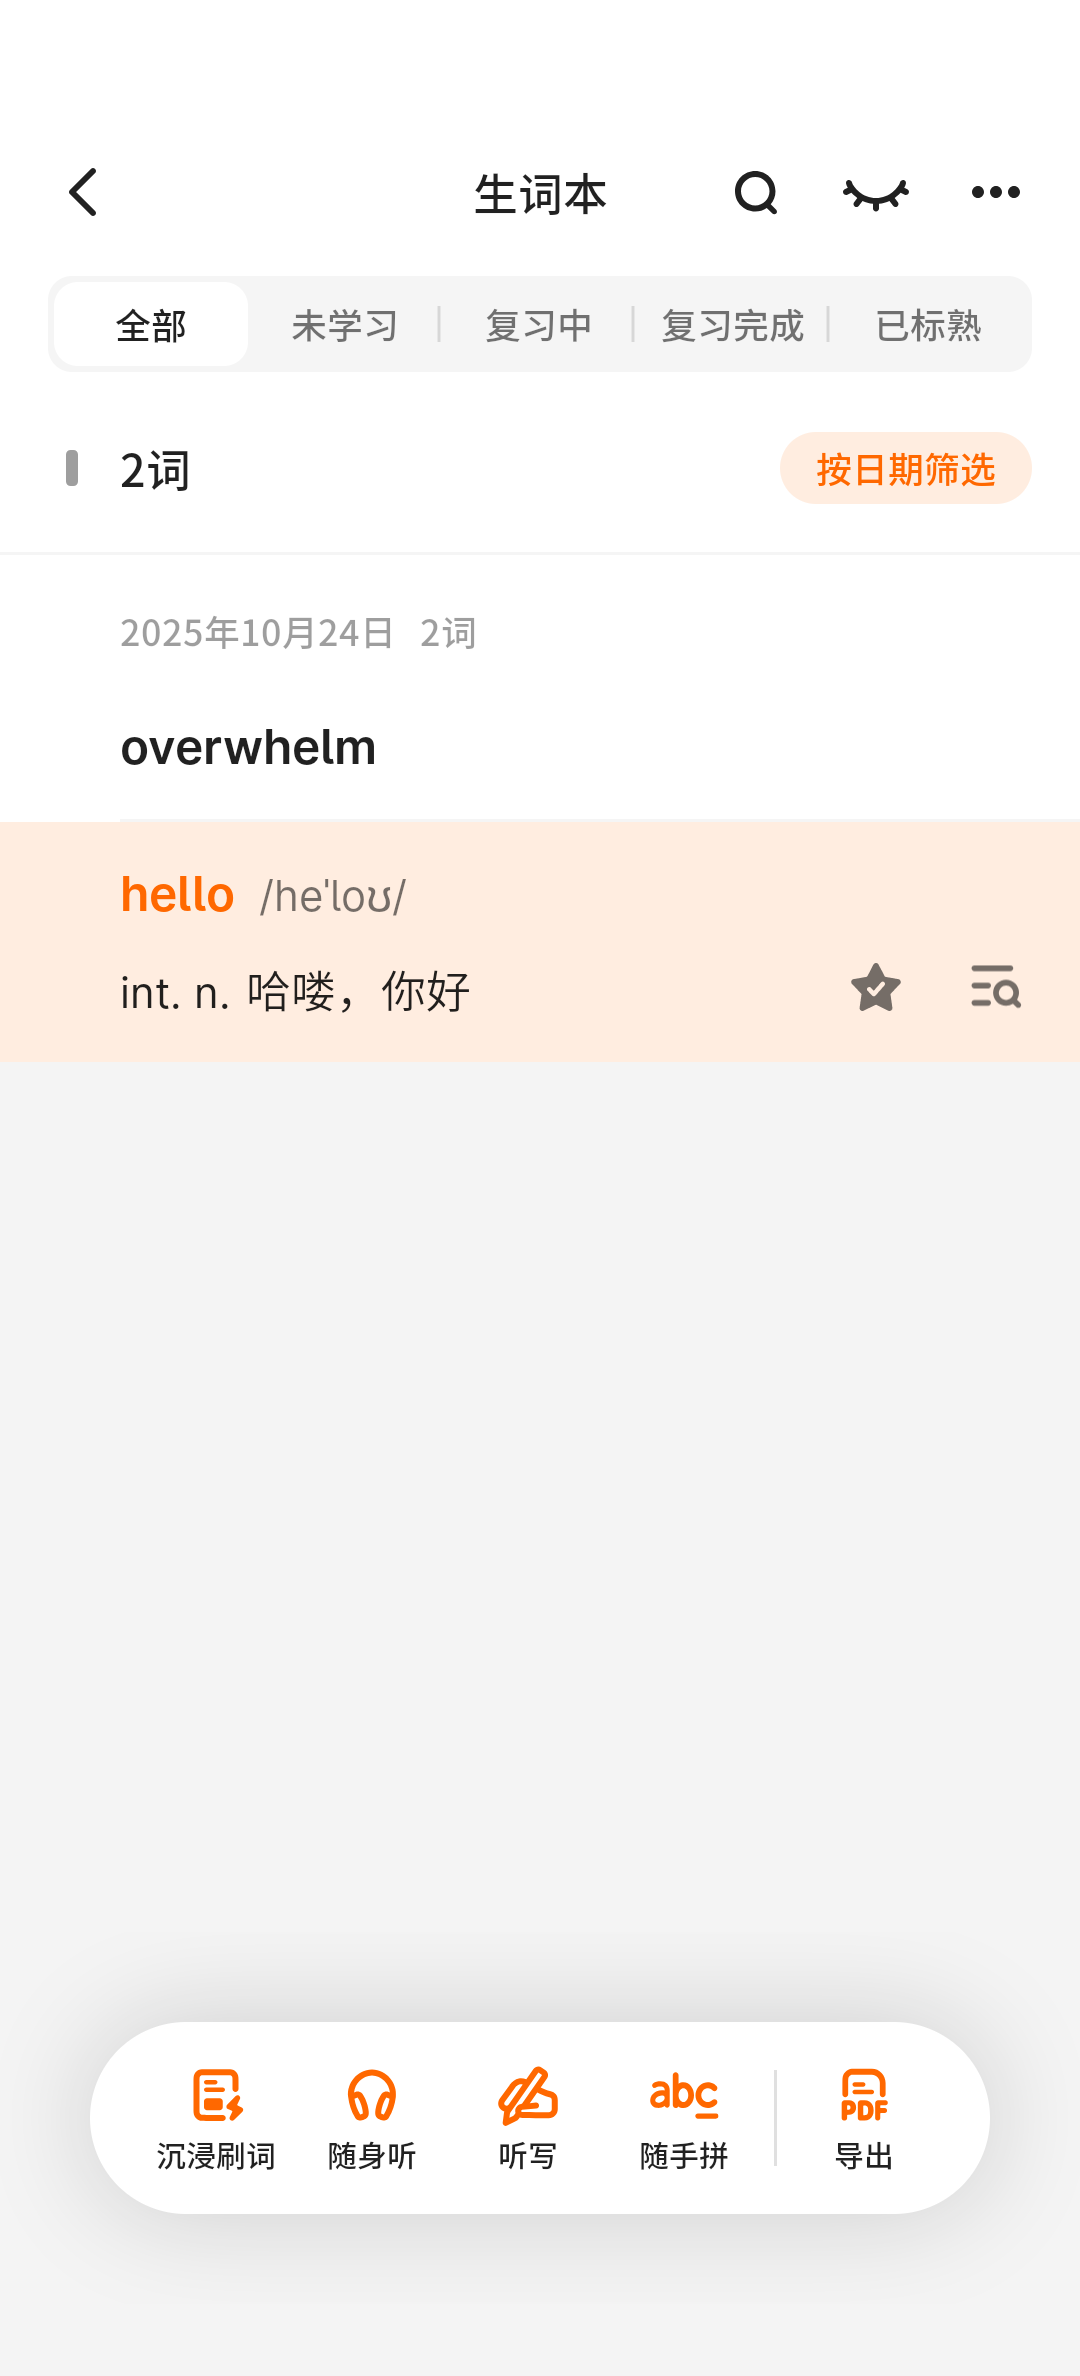 生词本
全部 未学习 复习中 复习完成 已标熟
2词 按日期筛选
2025年10月24日 2词
overwhelm
hello /heˈloʊ/
int. n. 哈喽，你好
abc PDF
沉浸刷词 随身听 听写 随手拼 导出